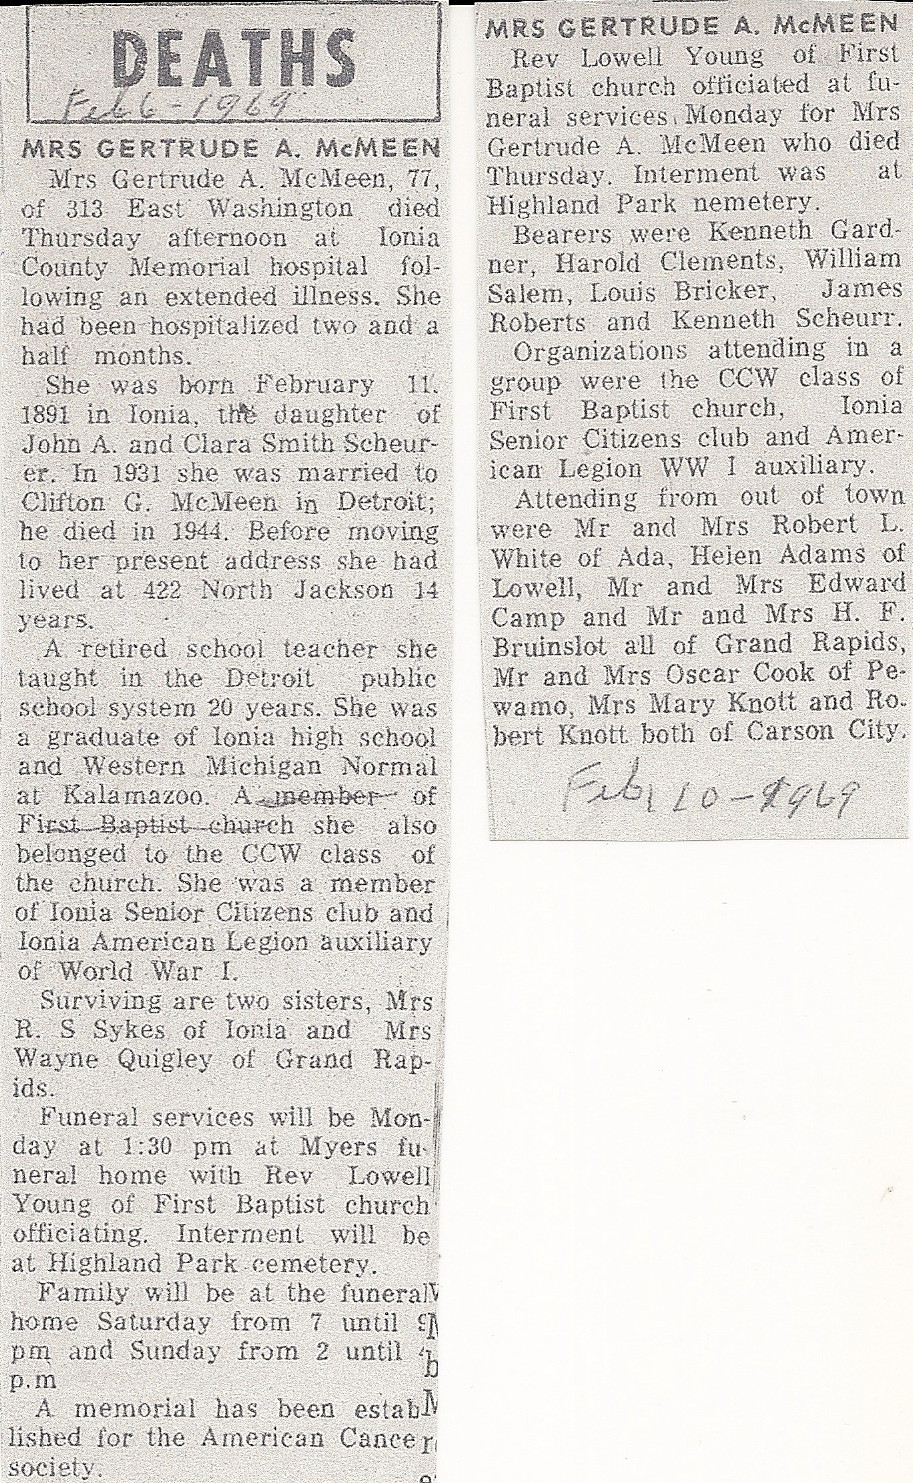 DEATHS
Feb 6-1969
MRS GERTRUDE A. McMEEN
Mrs Gertrude A. McMeen, 77,
of 313 East Washington died
Thursday afternoon at Ionia
County Memorial hospital fol-
lowing an extended illness. She
had been hospitalized two and a
half months.
She was born February 11.
1891 in Ionia, the daughter of
John A. and Clara Smith Scheur-
er. In 1931 she was married to
Clifton G. McMeen in Detroit;
he died in 1944. Before moving
to her present address she had
lived at 422 North Jackson 14
years.
A retired school teacher she
taught in the Detroit public
school system 20 years. She was
a graduate of Ionia high school
and Western Michigan Normal
at Kalamazoo. A member of
First Baptist church she also
belonged to the CCW class of
the church. She was a member
of Ionia Senior Citizens club and
Ionia American Legion auxiliary
of World War I.
Surviving are two sisters, Mrs
R. S Sykes of Ionia and Mrs
Wayne Quigley of Grand Rap-
ids.
Funeral services will be Mon-
day at 1:30 pm at Myers fu-
neral home with Rev Lowell
Young of First Baptist church
officiating. Interment will be
at Highland Park cemetery.
Family will be at the funeral
home Saturday from 7 until
pm and Sunday from 2 until
p.m
A memorial has been estab
lished for the American Cancer
society.
MRS GERTRUDE A. McMEEN
Rev Lowell Young of First
Baptist church officiated at fu-
neral services Monday for Mrs
Gertrude A. McMeen who died
Thursday. Interment was at
Highland Park nemetery.
Bearers were Kenneth Gard-
ner, Harold Clements, William
Salem, Louis Bricker, James
Roberts and Kenneth Scheurr.
Organizations attending in a
group were the CCW class of
First Baptist church, Ionia
Senior Citizens club and Amer-
ican Legion WW I auxiliary.
Attending from out of town
were Mr and Mrs Robert L.
White of Ada, Helen Adams of
Lowell, Mr and Mrs Edward
Camp and Mr and Mrs H. F.
Bruinslot all of Grand Rapids,
Mr and Mrs Oscar Cook of Pe-
wamo, Mrs Mary Knott and Ro-
bert Knott both of Carson City.
Feb 10-1969